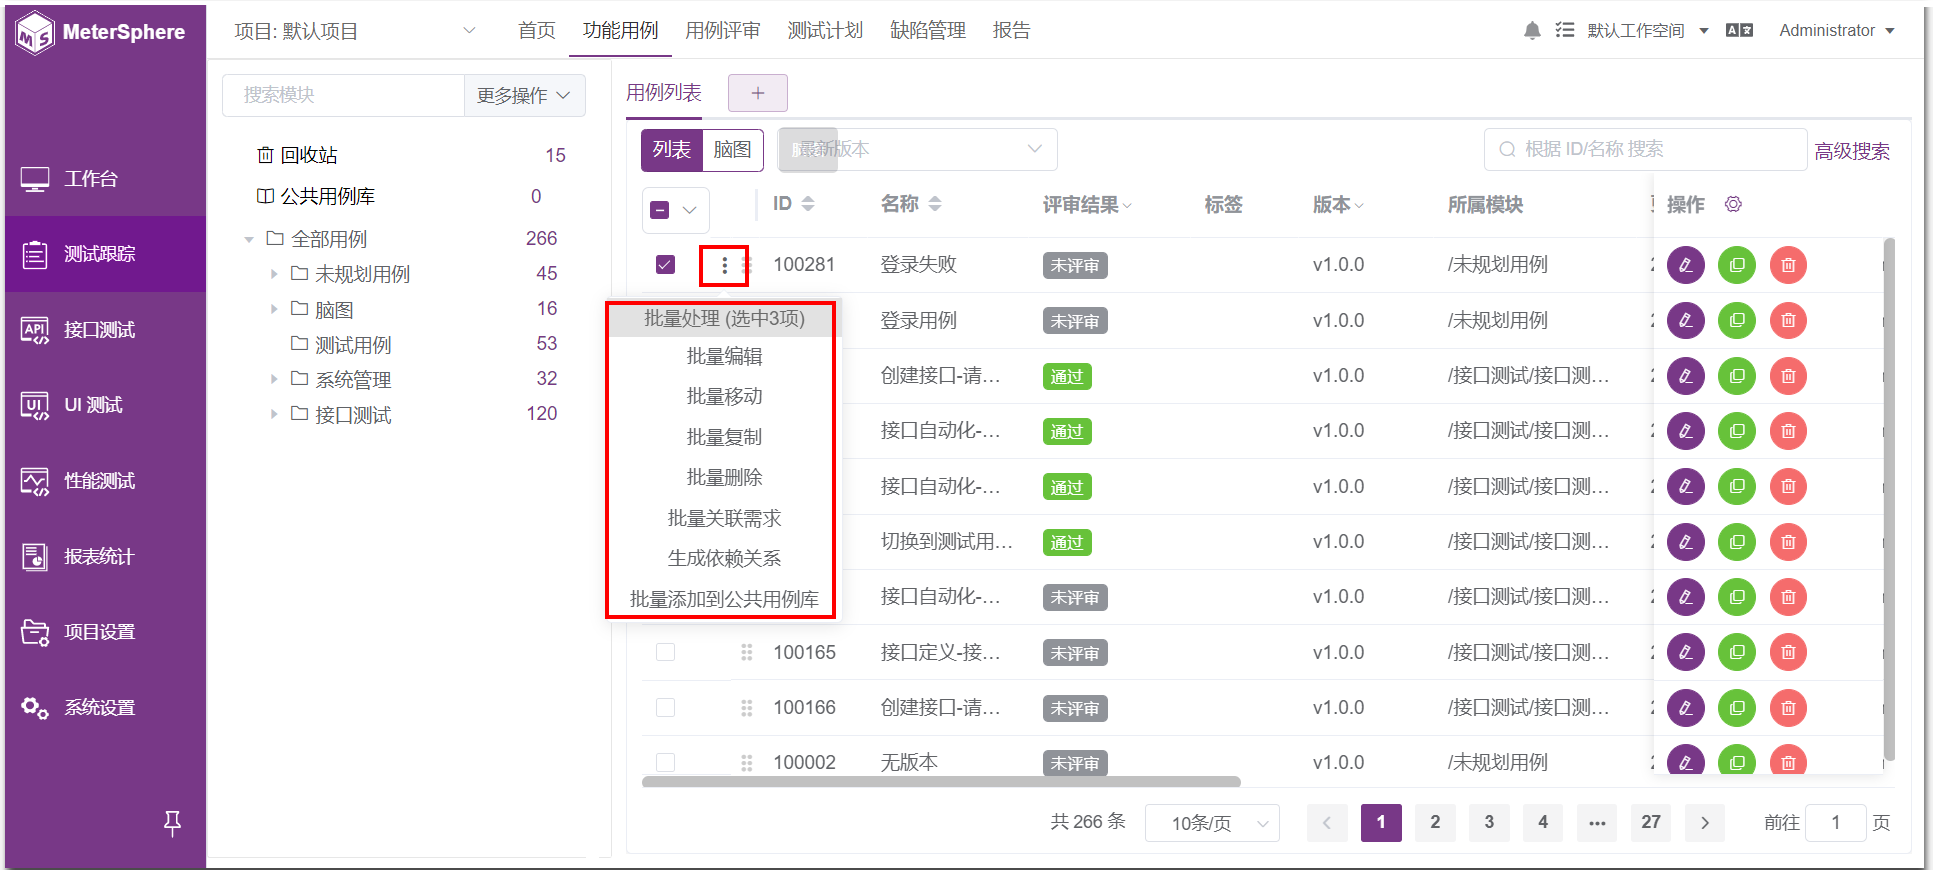 MeterSphere
项目: 默认项目
首页
功能用例
用例评审
测试计划
缺陷管理
报告
默认工作空间
Administrator
工作台
测试跟踪
接口测试
UI 测试
性能测试
报表统计
项目设置
系统设置
搜索模块
更多操作
回收站 15
公共用例库 0
全部用例 266
未规划用例 45
脑图 16
测试用例 53
系统管理 32
接口测试 120
用例列表
+
列表 脑图
最新版本
根据 ID/名称 搜索
高级搜索
ID 名称 评审结果 标签 版本 所属模块 操作
100281 登录失败 未评审 v1.0.0 /未规划用例
登录用例 未评审 v1.0.0 /未规划用例
创建接口-请... 通过 v1.0.0 /接口测试/接口测...
接口自动化-... 通过 v1.0.0 /接口测试/接口测...
接口自动化-... 通过 v1.0.0 /接口测试/接口测...
切换到测试用... 通过 v1.0.0 /接口测试/接口测...
接口自动化-... 未评审 v1.0.0 /接口测试/接口测...
100165 接口定义-接... 未评审 v1.0.0 /接口测试/接口测...
100166 创建接口-请... 未评审 v1.0.0 /接口测试/接口测...
100002 无版本 未评审 v1.0.0 /未规划用例
批量处理 (选中3项)
批量编辑
批量移动
批量复制
批量删除
批量关联需求
生成依赖关系
批量添加到公共用例库
共 266 条 10条/页 1 2 3 4 ... 27 前往 1 页